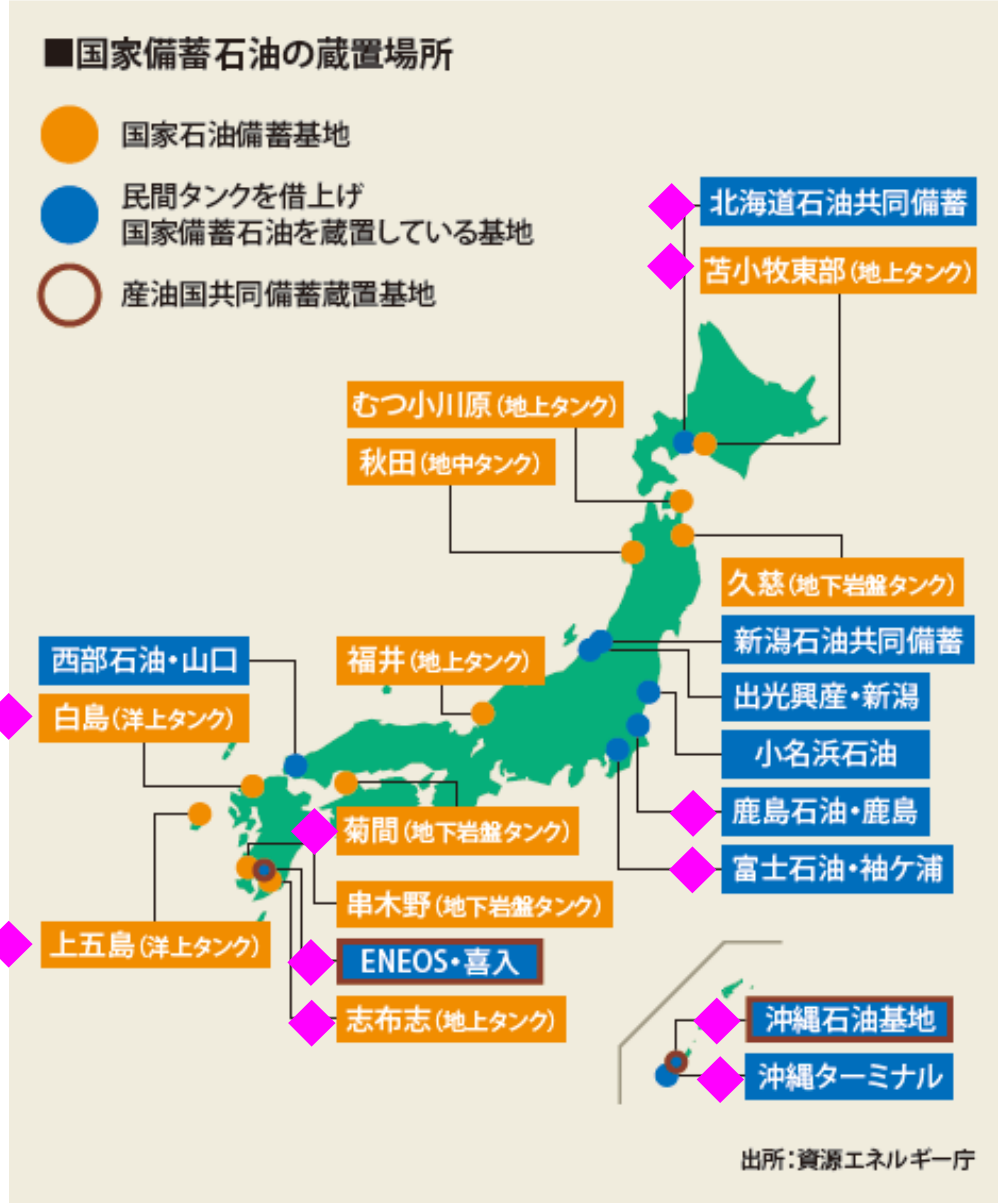 ■国家備蓄石油の蔵置場所
国家石油備蓄基地
民間タンクを借上げ
国家備蓄石油を蔵置している基地
産油国共同備蓄蔵置基地
北海道石油共同備蓄
苫小牧東部(地上タンク)
むつ小川原(地上タンク)
秋田(地中タンク)
久慈(地下岩盤タンク)
新潟石油共同備蓄
西部石油・山口
福井(地上タンク)
出光興産・新潟
白島(洋上タンク)
小名浜石油
鹿島石油・鹿島
菊間(地下岩盤タンク)
富士石油・袖ケ浦
串木野(地下岩盤タンク)
上五島(洋上タンク)
ENEOS・喜入
志布志(地上タンク)
沖縄石油基地
沖縄ターミナル
出所:資源エネルギー庁